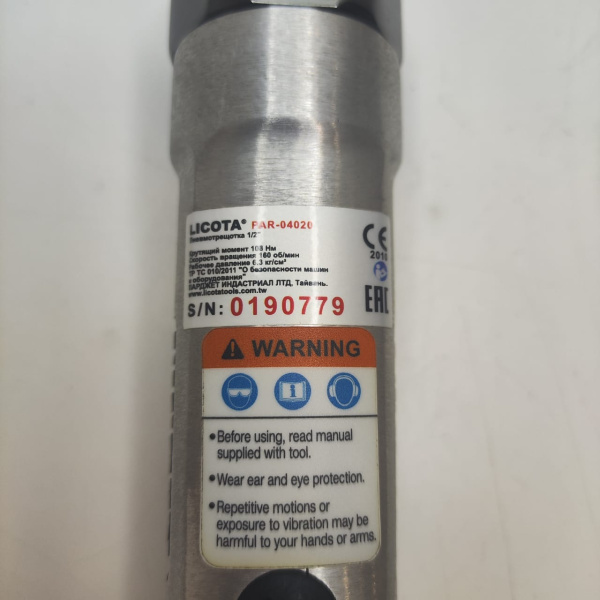 LICOTA® PAR-04020
Пневмотрещотка 1/2"
Крутящий момент 108 Нм
Скорость вращения 160 об/мин
Рабочее давление 6.3 кг/см²
ТР ТС 010/2011 "О безопасности машин
и оборудования"
ХАРДЖЕТ ИНДАСТРИАЛ ЛТД, Тайвань.
www.licotatools.com.tw
S/N: 0190779
CE
2019
EAC
WARNING
• Before using, read manual
supplied with tool.
• Wear ear and eye protection.
• Repetitive motions or
exposure to vibration may be
harmful to your hands or arms.